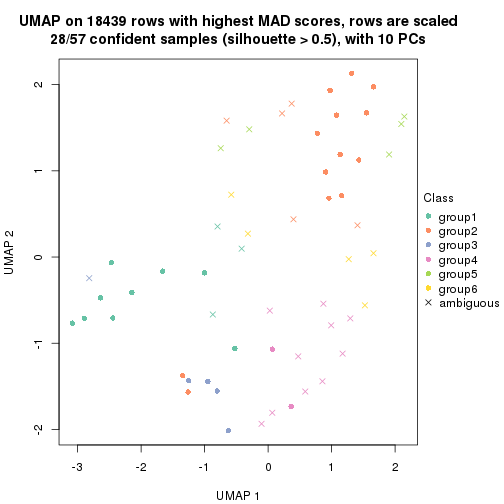 UMAP on 18439 rows with highest MAD scores, rows are scaled
28/57 confident samples (silhouette > 0.5), with 10 PCs
2
1
0
-1
-2
UMAP 2
-3
-2
-1
0
1
2
UMAP 1
Class
group1
group2
group3
group4
group5
group6
ambiguous